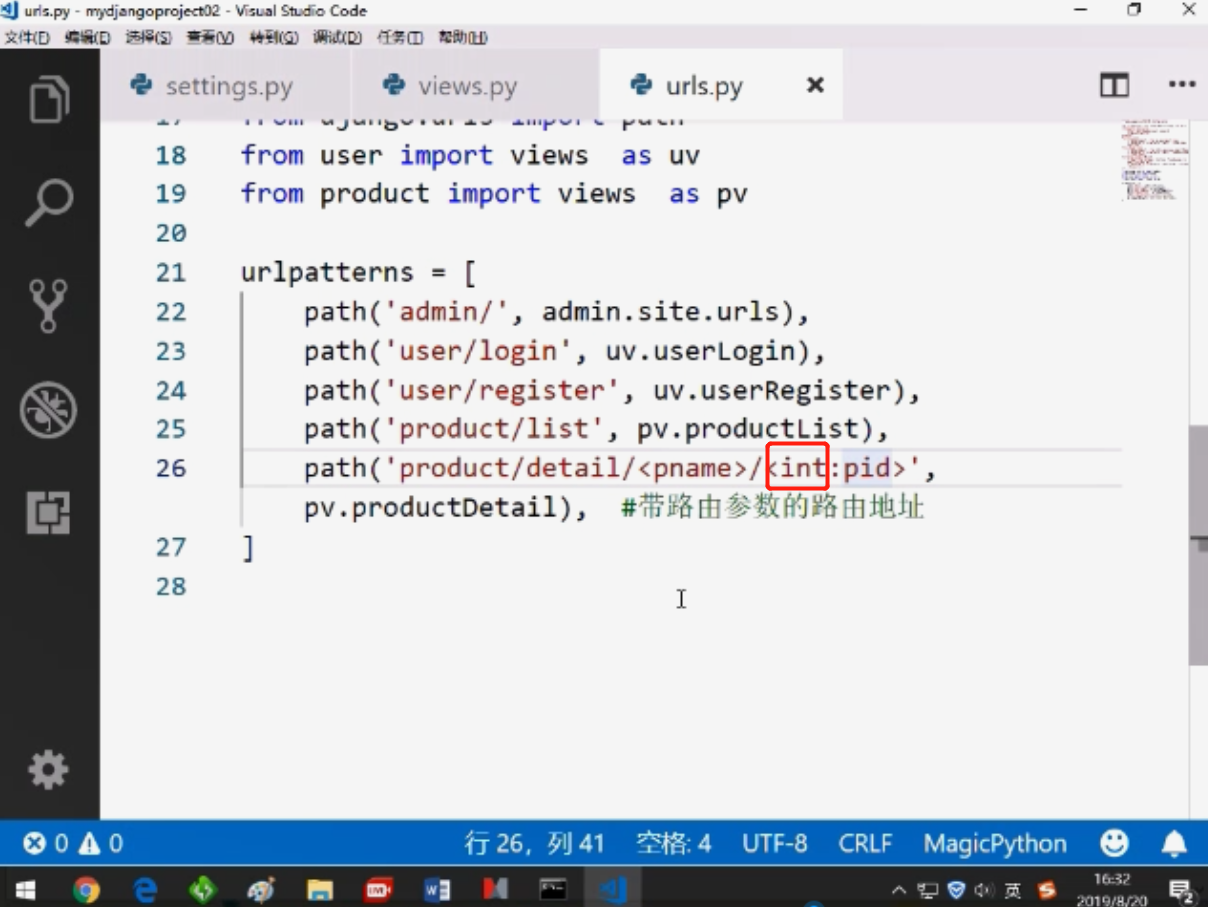 urls.py - mydjangoproject02 - Visual Studio Code
文件(F) 编辑(E) 选择(S) 查看(V) 转到(G) 调试(D) 任务(T) 帮助(H)
settings.py views.py urls.py
17 from django.urls import path
18 from user import views  as uv
19 from product import views  as pv
20
21 urlpatterns = [
22 path('admin/', admin.site.urls),
23 path('user/login', uv.userLogin),
24 path('user/register', uv.userRegister),
25 path('product/list', pv.productList),
26 path('product/detail/<pname>/<int:pid>',
pv.productDetail),  #带路由参数的路由地址
27 ]
28
0 0 行 26，列 41 空格: 4 UTF-8 CRLF MagicPython
英 16:32
2019/8/20 2